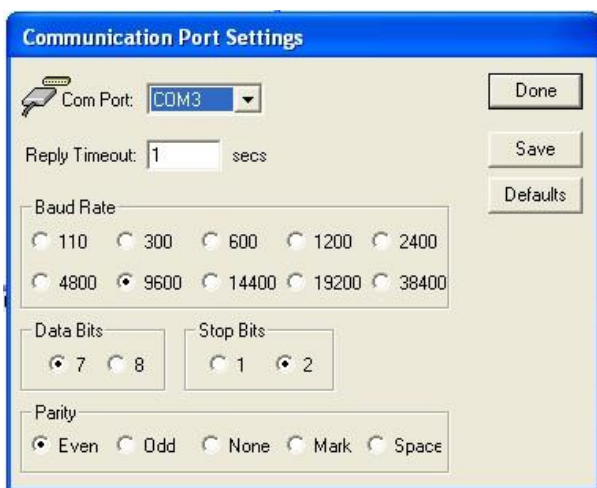 Communication Port Settings
Com Port: COM3
Done
Reply Timeout: 1 secs
Save
Defaults
Baud Rate
110 300 600 1200 2400
4800 9600 14400 19200 38400
Data Bits
7 8
Stop Bits
1 2
Parity
Even Odd None Mark Space